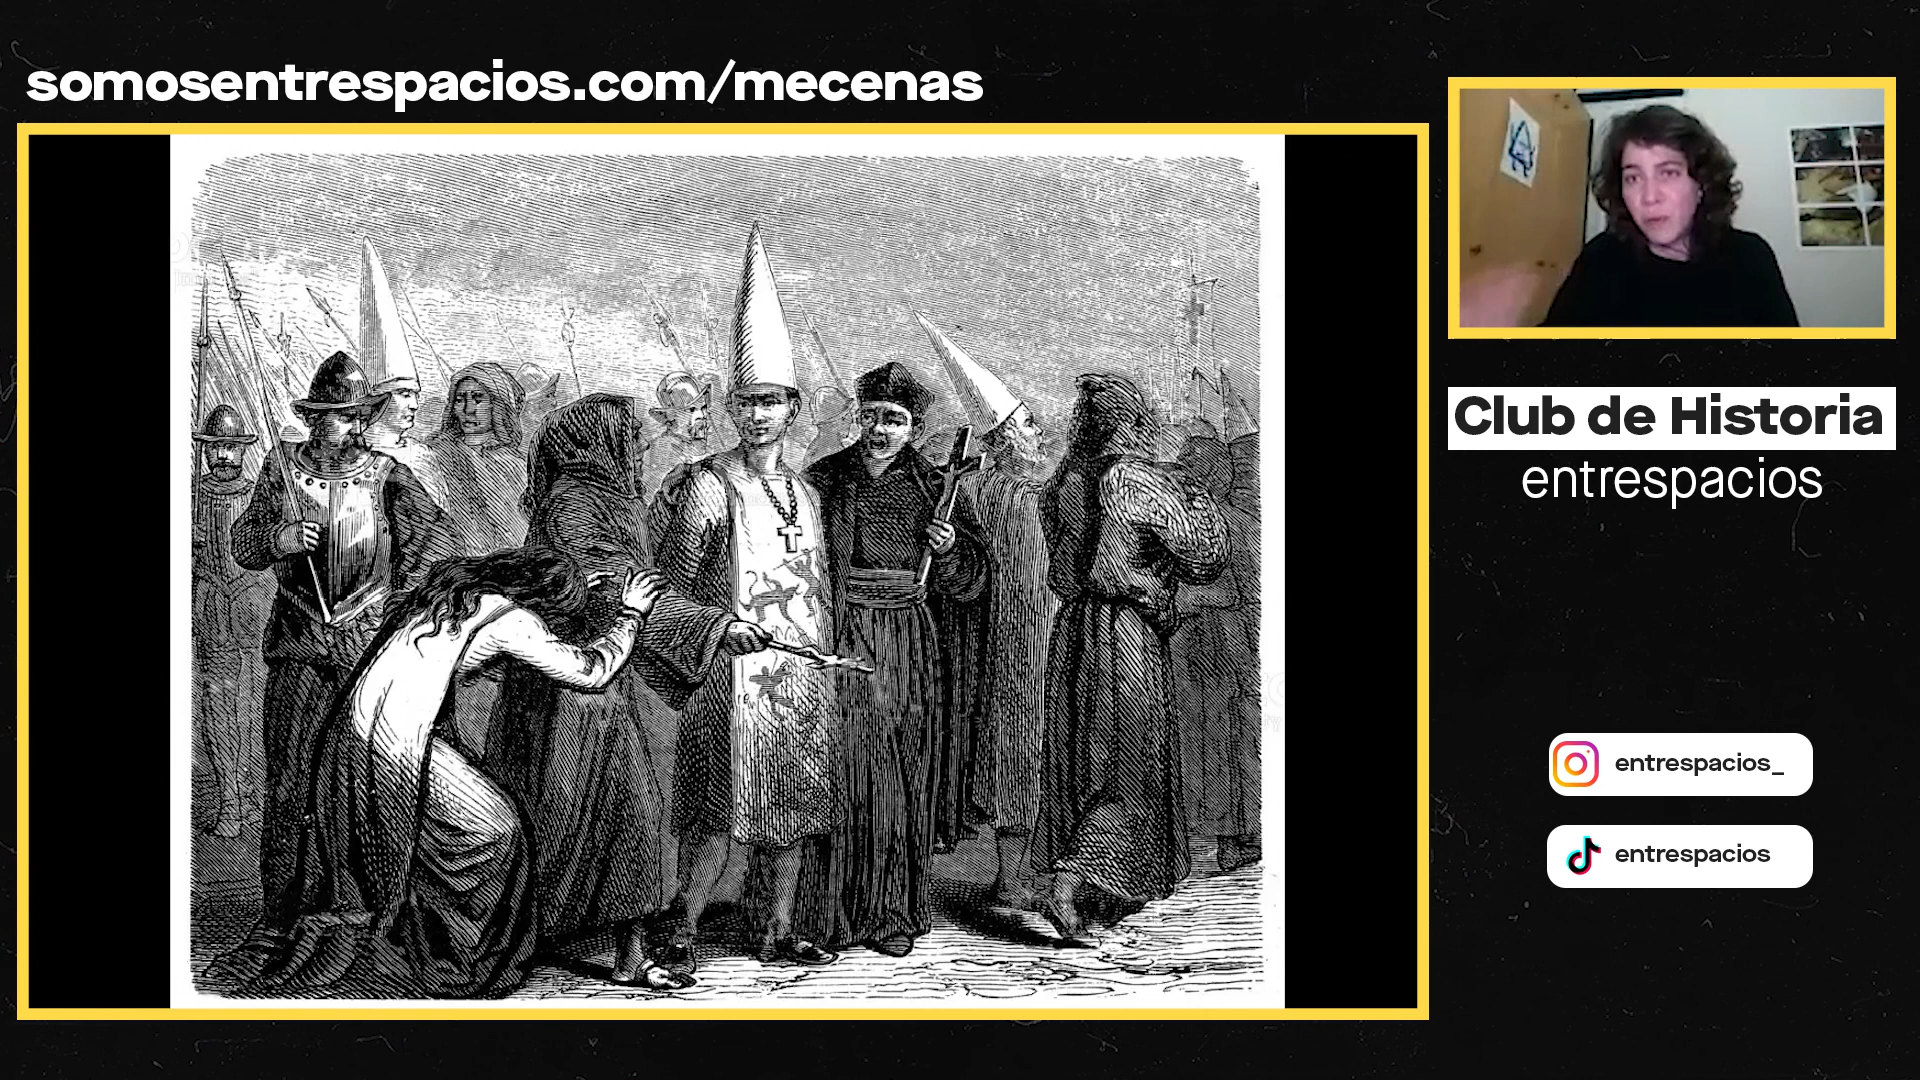 somosentrespacios.com/mecenas
Club de Historia
entrespacios
entrespacios_
entrespacios